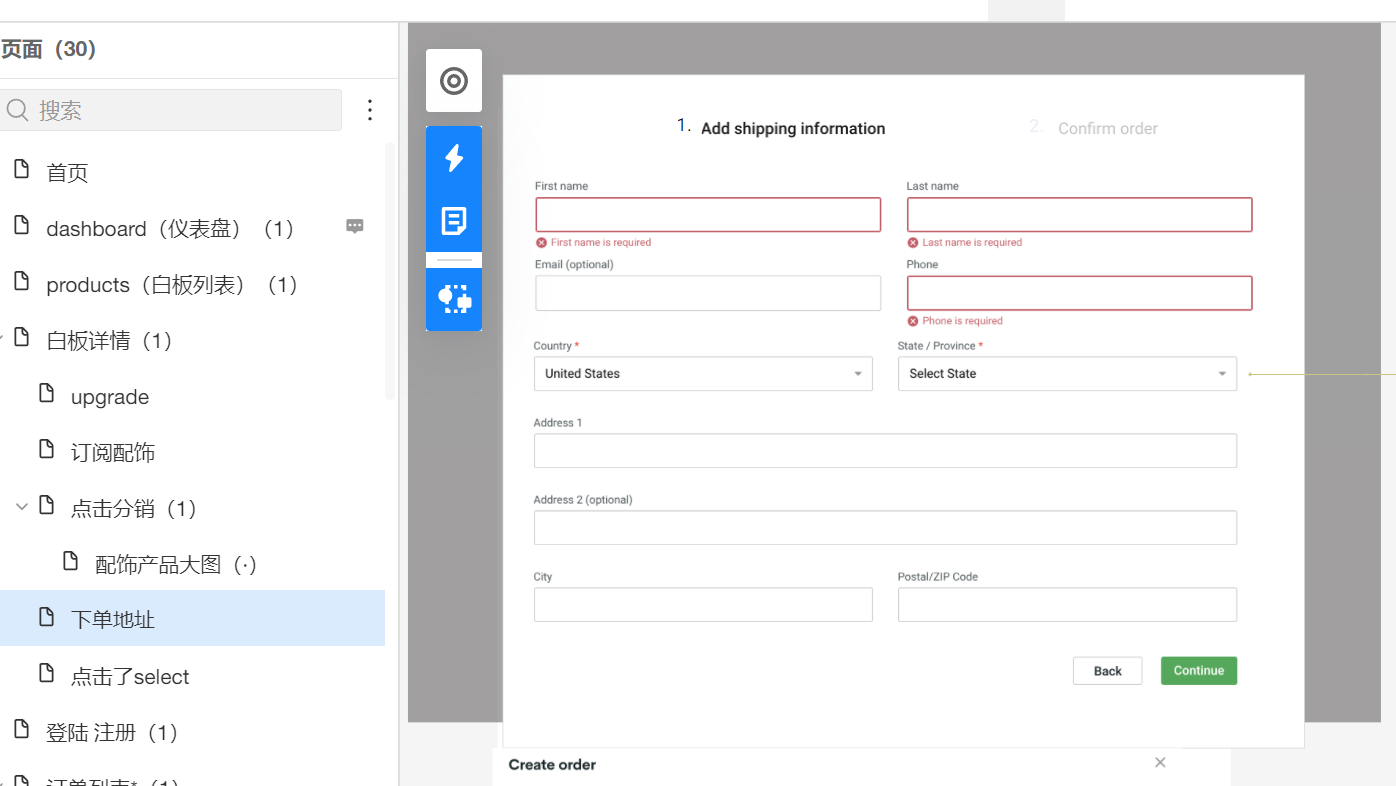 页面（30）
搜索
首页
dashboard（仪表盘）（1）
products（白板列表）（1）
白板详情（1）
upgrade
订阅配饰
点击分销（1）
配饰产品大图（·）
下单地址
点击了select
登陆 注册（1）
订单列表*（1）
1. Add shipping information
2. Confirm order
First name
Last name
First name is required
Last name is required
Email (optional)
Phone
Phone is required
Country *
State / Province *
United States
Select State
Address 1
Address 2 (optional)
City
Postal/ZIP Code
Back
Continue
Create order